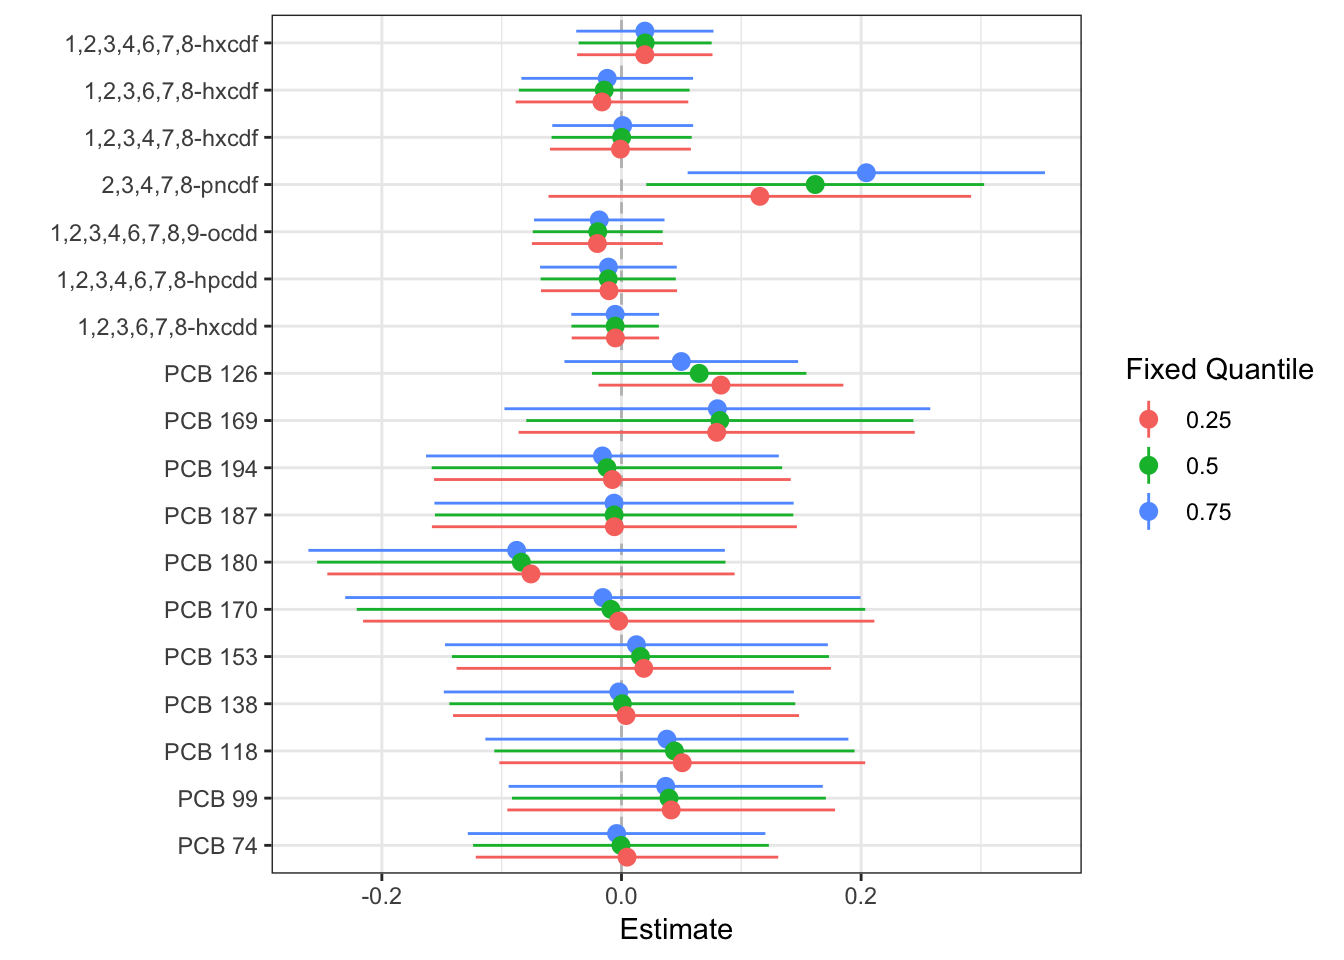 1,2,3,4,6,7,8-hxcdf
1,2,3,6,7,8-hxcdf
1,2,3,4,7,8-hxcdf
2,3,4,7,8-pncdf
1,2,3,4,6,7,8,9-ocdd
1,2,3,4,6,7,8-hpcdd
1,2,3,6,7,8-hxcdd
PCB 126
PCB 169
PCB 194
PCB 187
PCB 180
PCB 170
PCB 153
PCB 138
PCB 118
PCB 99
PCB 74
-0.2 0.0 0.2
Estimate
Fixed Quantile
0.25
0.5
0.75